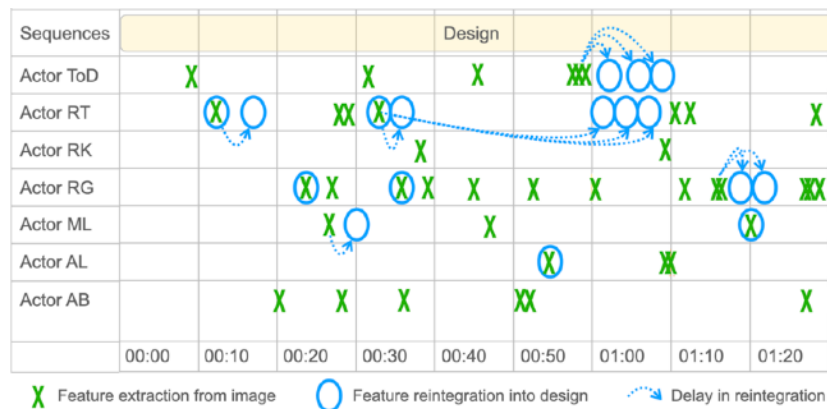 Sequences Design
Actor ToD
Actor RT
Actor RK
Actor RG
Actor ML
Actor AL
Actor AB
00:00 00:10 00:20 00:30 00:40 00:50 01:00 01:10 01:20
X Feature extraction from image Feature reintegration into design Delay in reintegration